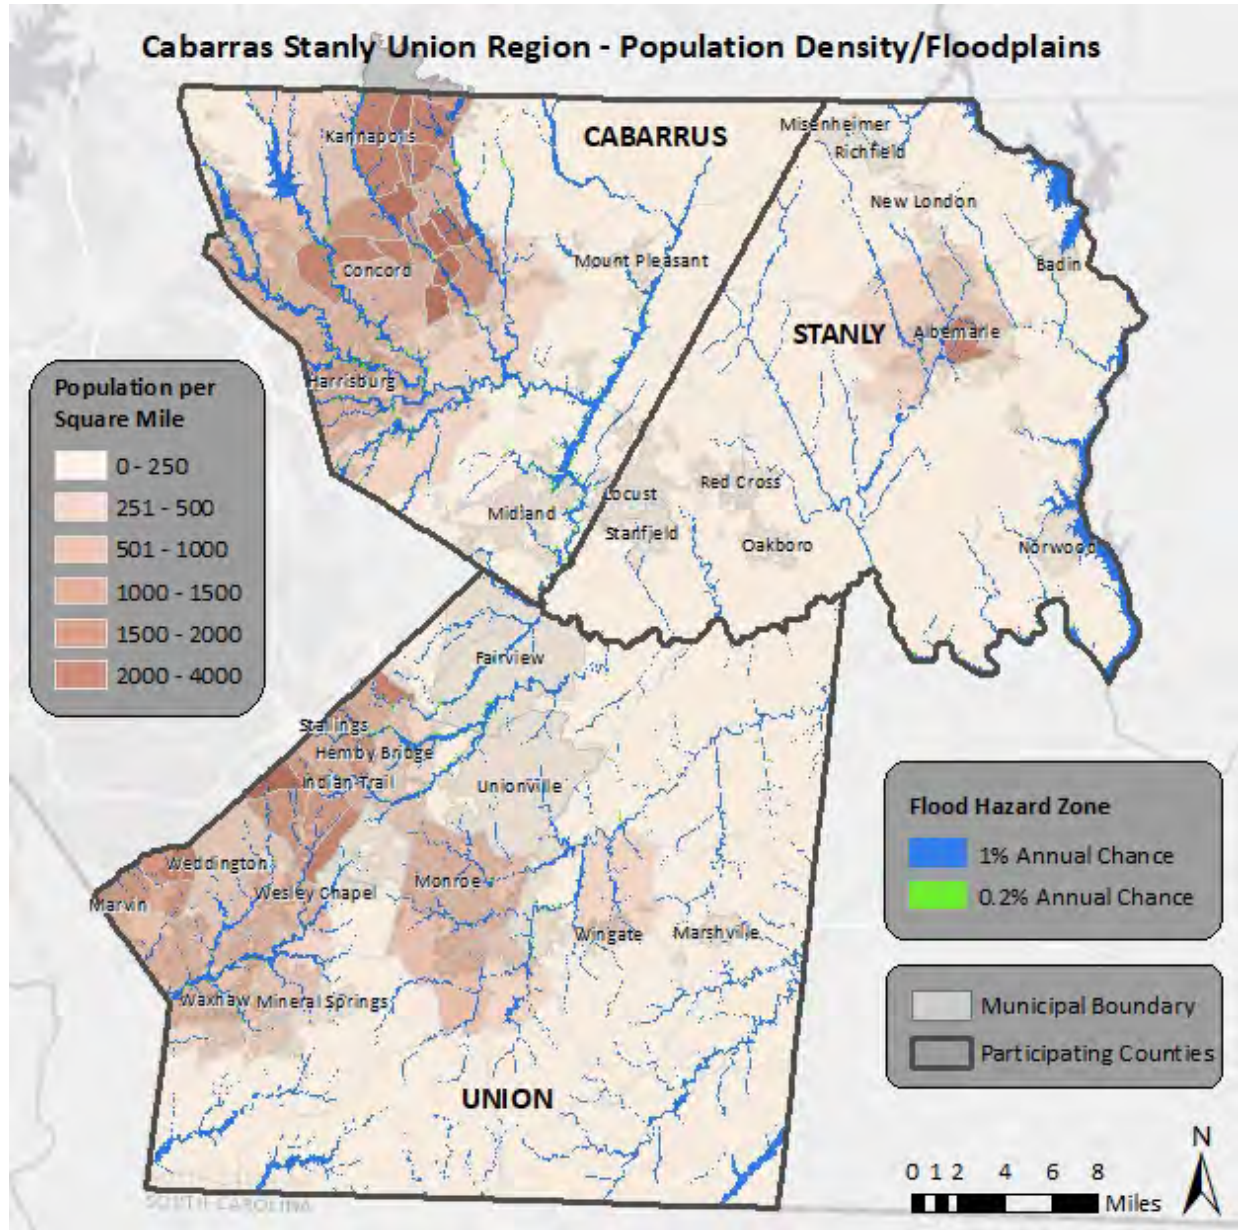 Cabarras Stanly Union Region - Population Density/Floodplains
Kannapolis
CABARRUS
Misenheimer
Richfield
New London
Concord
Mount Pleasant
Badin
STANLY
Albemarle
Harrisburg
Population per
Square Mile
0 - 250
251 - 500
501 - 1000
1000 - 1500
1500 - 2000
2000 - 4000
Midland
Locust
Red Cross
Stanfield
Oakboro
Norwood
Fairview
Stallings
Hemby Bridge
Indian Trail
Unionville
Weddington
Wesley Chapel
Monroe
Marvin
Wingate
Marshville
Waxhaw
Mineral Springs
UNION
Flood Hazard Zone
1% Annual Chance
0.2% Annual Chance
Municipal Boundary
Participating Counties
N
0 1 2 4 6 8
Miles
SOUTH CAROLINA